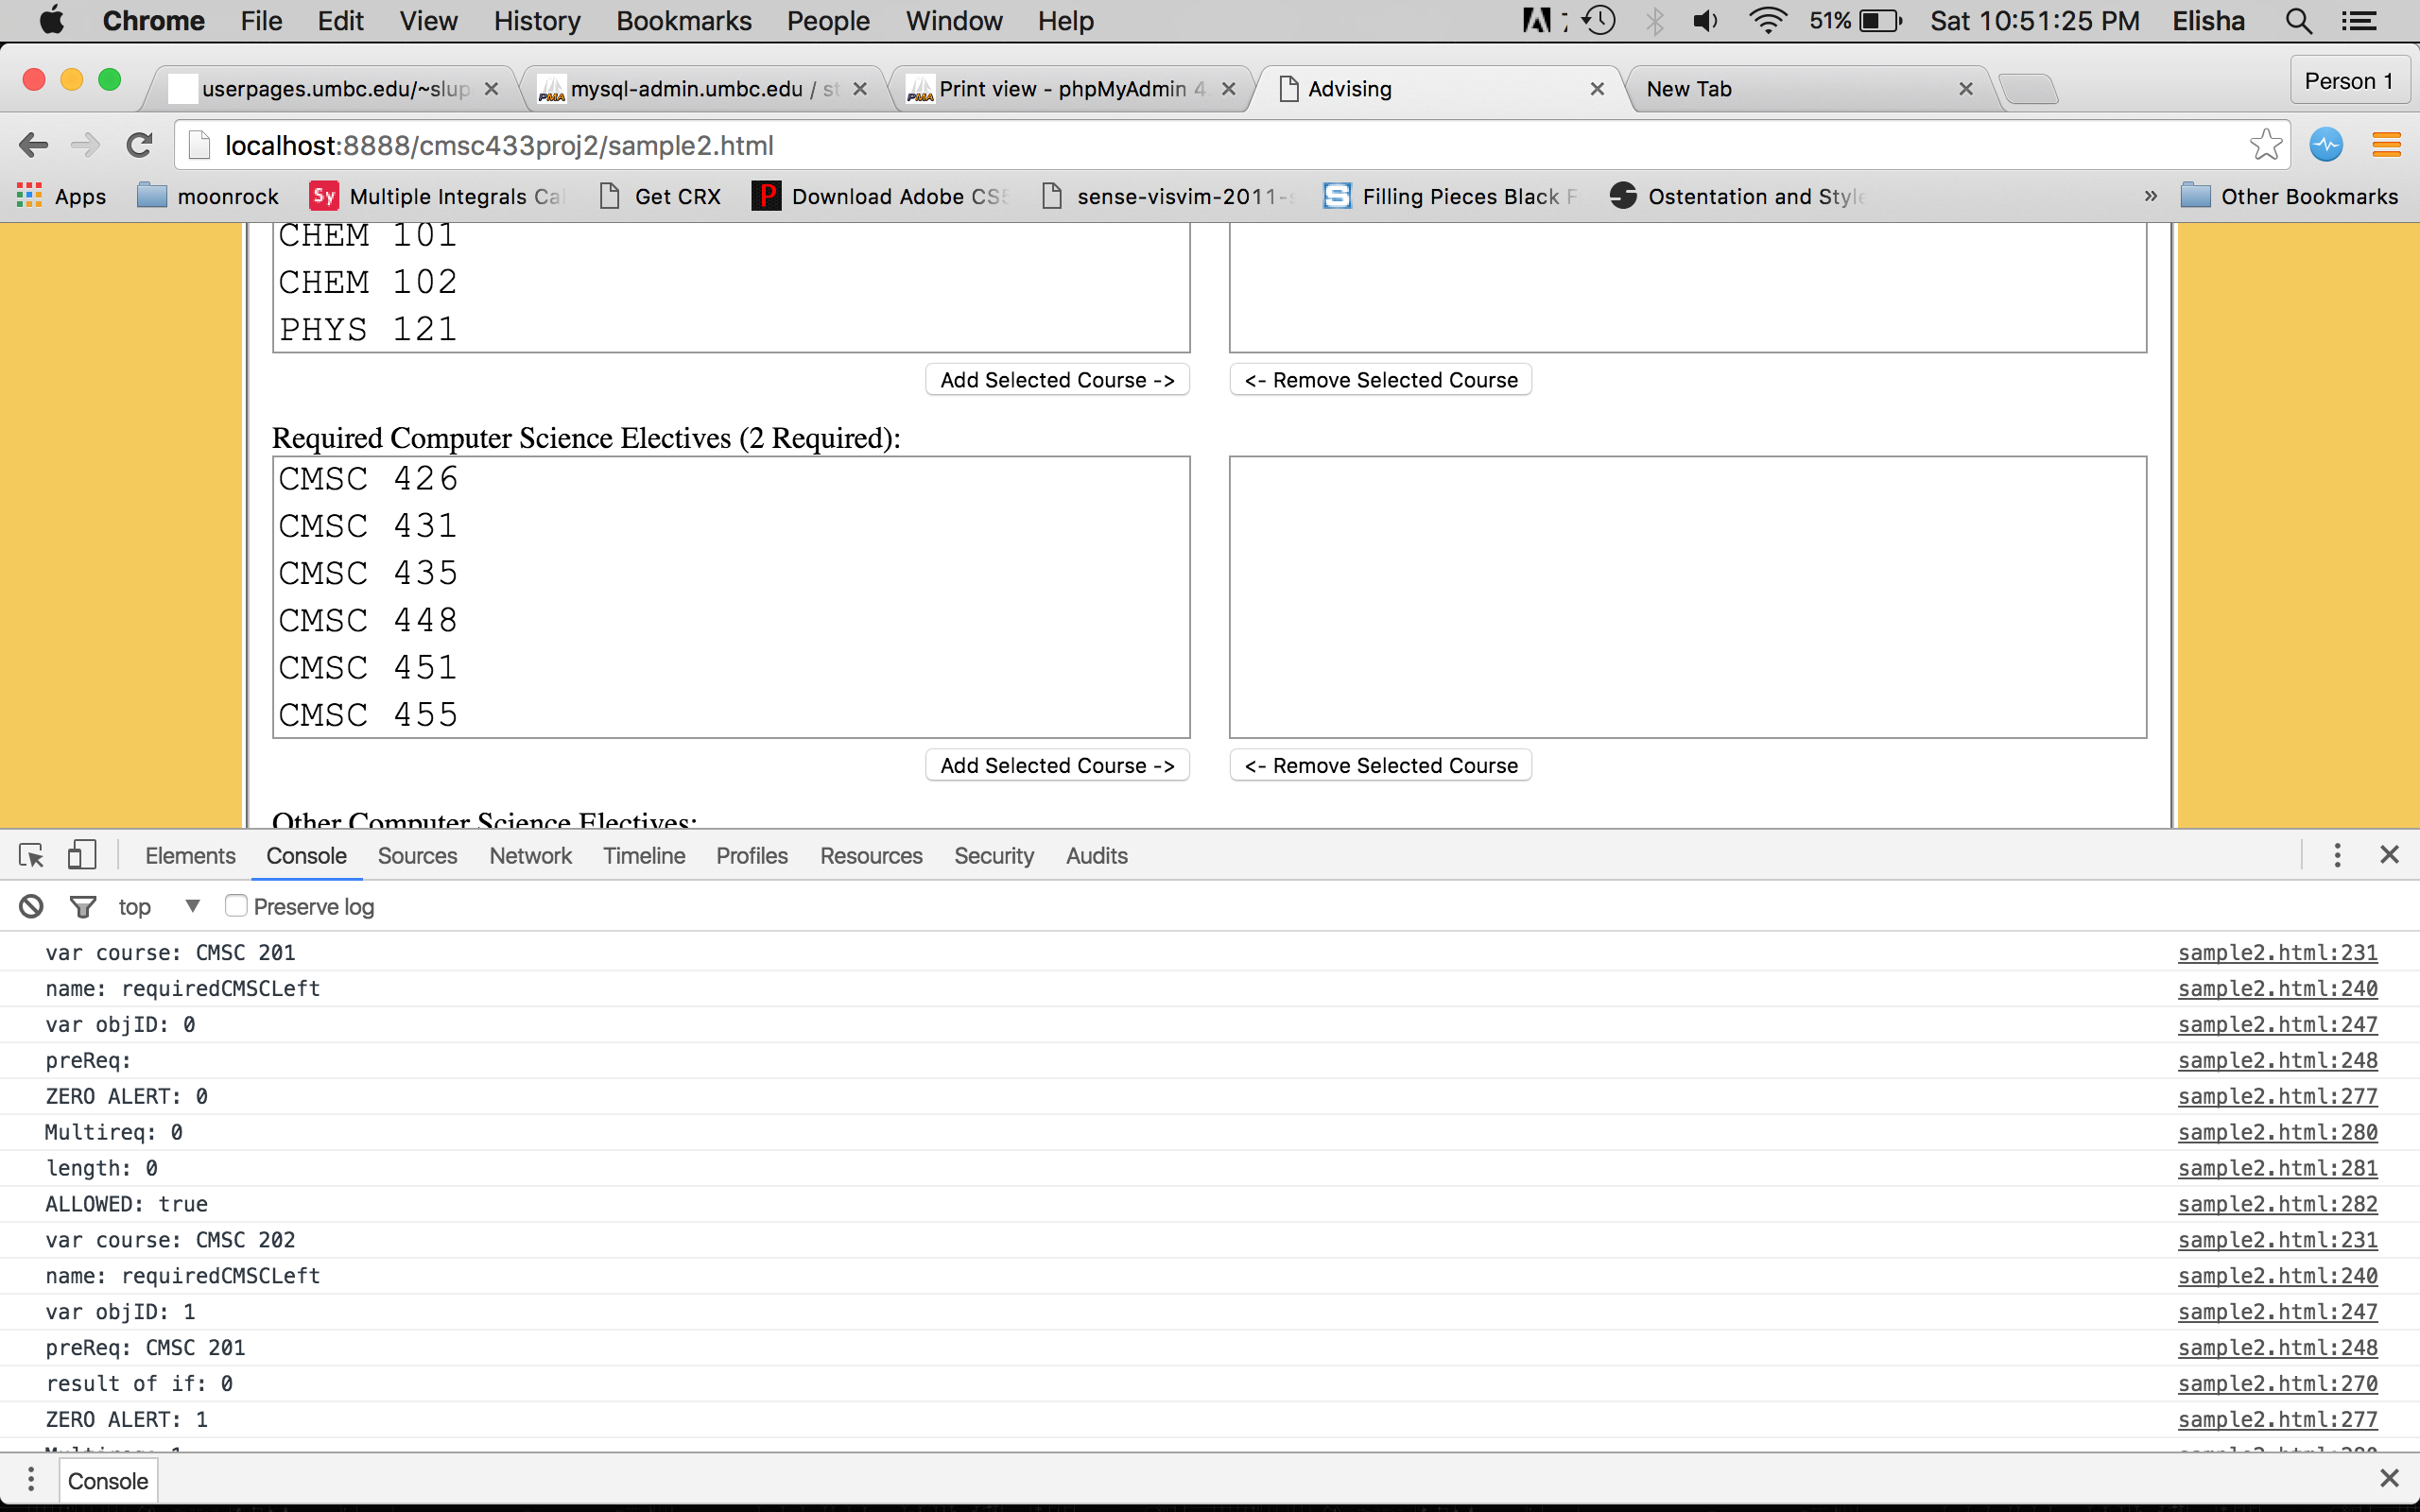 Chrome File Edit View History Bookmarks People Window Help 51% Sat 10:51:25 PM Elisha
userpages.umbc.edu/~slup mysql-admin.umbc.edu / st Print view - phpMyAdmin 4. Advising New Tab Person 1
localhost:8888/cmsc433proj2/sample2.html
Apps moonrock Sy Multiple Integrals Cal Get CRX P Download Adobe CS5 sense-visvim-2011-s S Filling Pieces Black F Ostentation and Style » Other Bookmarks
CHEM 101
CHEM 102
PHYS 121
Add Selected Course -> <- Remove Selected Course
Required Computer Science Electives (2 Required):
CMSC 426
CMSC 431
CMSC 435
CMSC 448
CMSC 451
CMSC 455
Add Selected Course -> <- Remove Selected Course
Other Computer Science Electives:
Elements Console Sources Network Timeline Profiles Resources Security Audits
top Preserve log
var course: CMSC 201 sample2.html:231
name: requiredCMSCLeft sample2.html:240
var objID: 0 sample2.html:247
preReq: sample2.html:248
ZERO ALERT: 0 sample2.html:277
Multireq: 0 sample2.html:280
length: 0 sample2.html:281
ALLOWED: true sample2.html:282
var course: CMSC 202 sample2.html:231
name: requiredCMSCLeft sample2.html:240
var objID: 1 sample2.html:247
preReq: CMSC 201 sample2.html:248
result of if: 0 sample2.html:270
ZERO ALERT: 1 sample2.html:277
Multireq: 1 sample2.html:280
Console